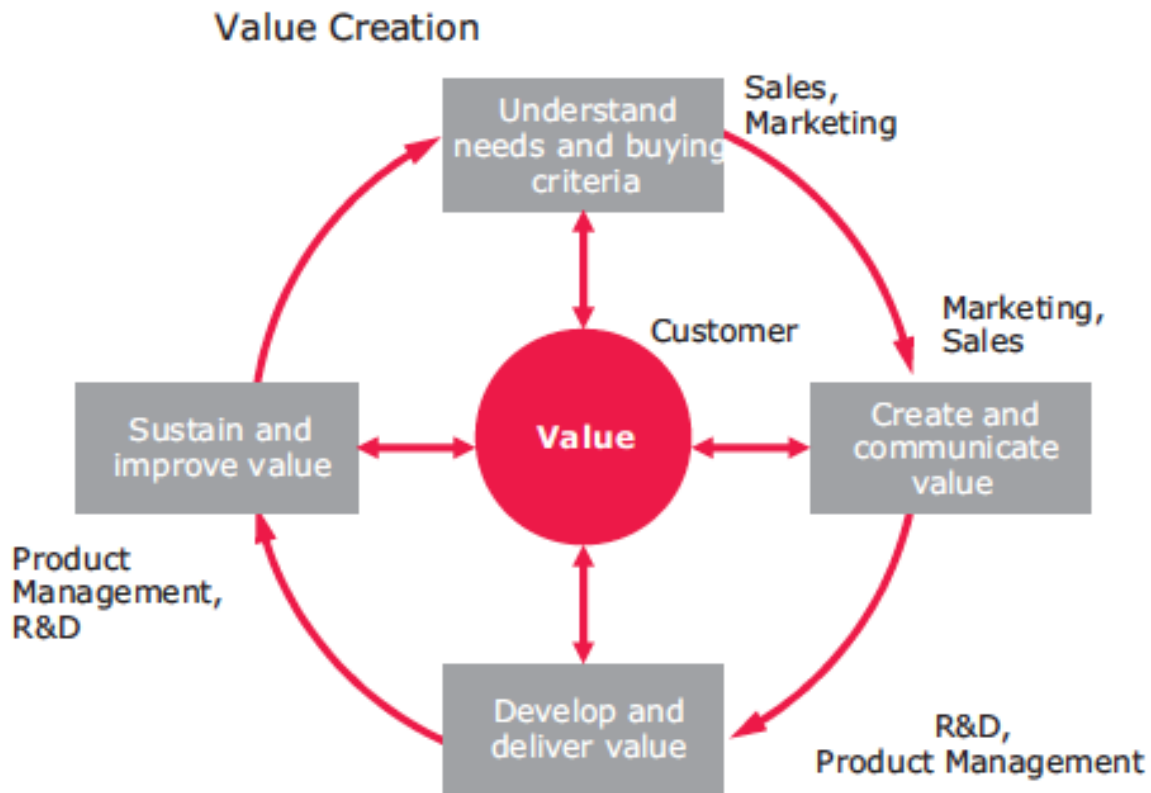 Value Creation
Understand
needs and buying
criteria
Sales,
Marketing
Marketing,
Sales
Customer
Value
Create and
communicate
value
Sustain and
improve value
Product
Management,
R&D
Develop and
deliver value
R&D,
Product Management